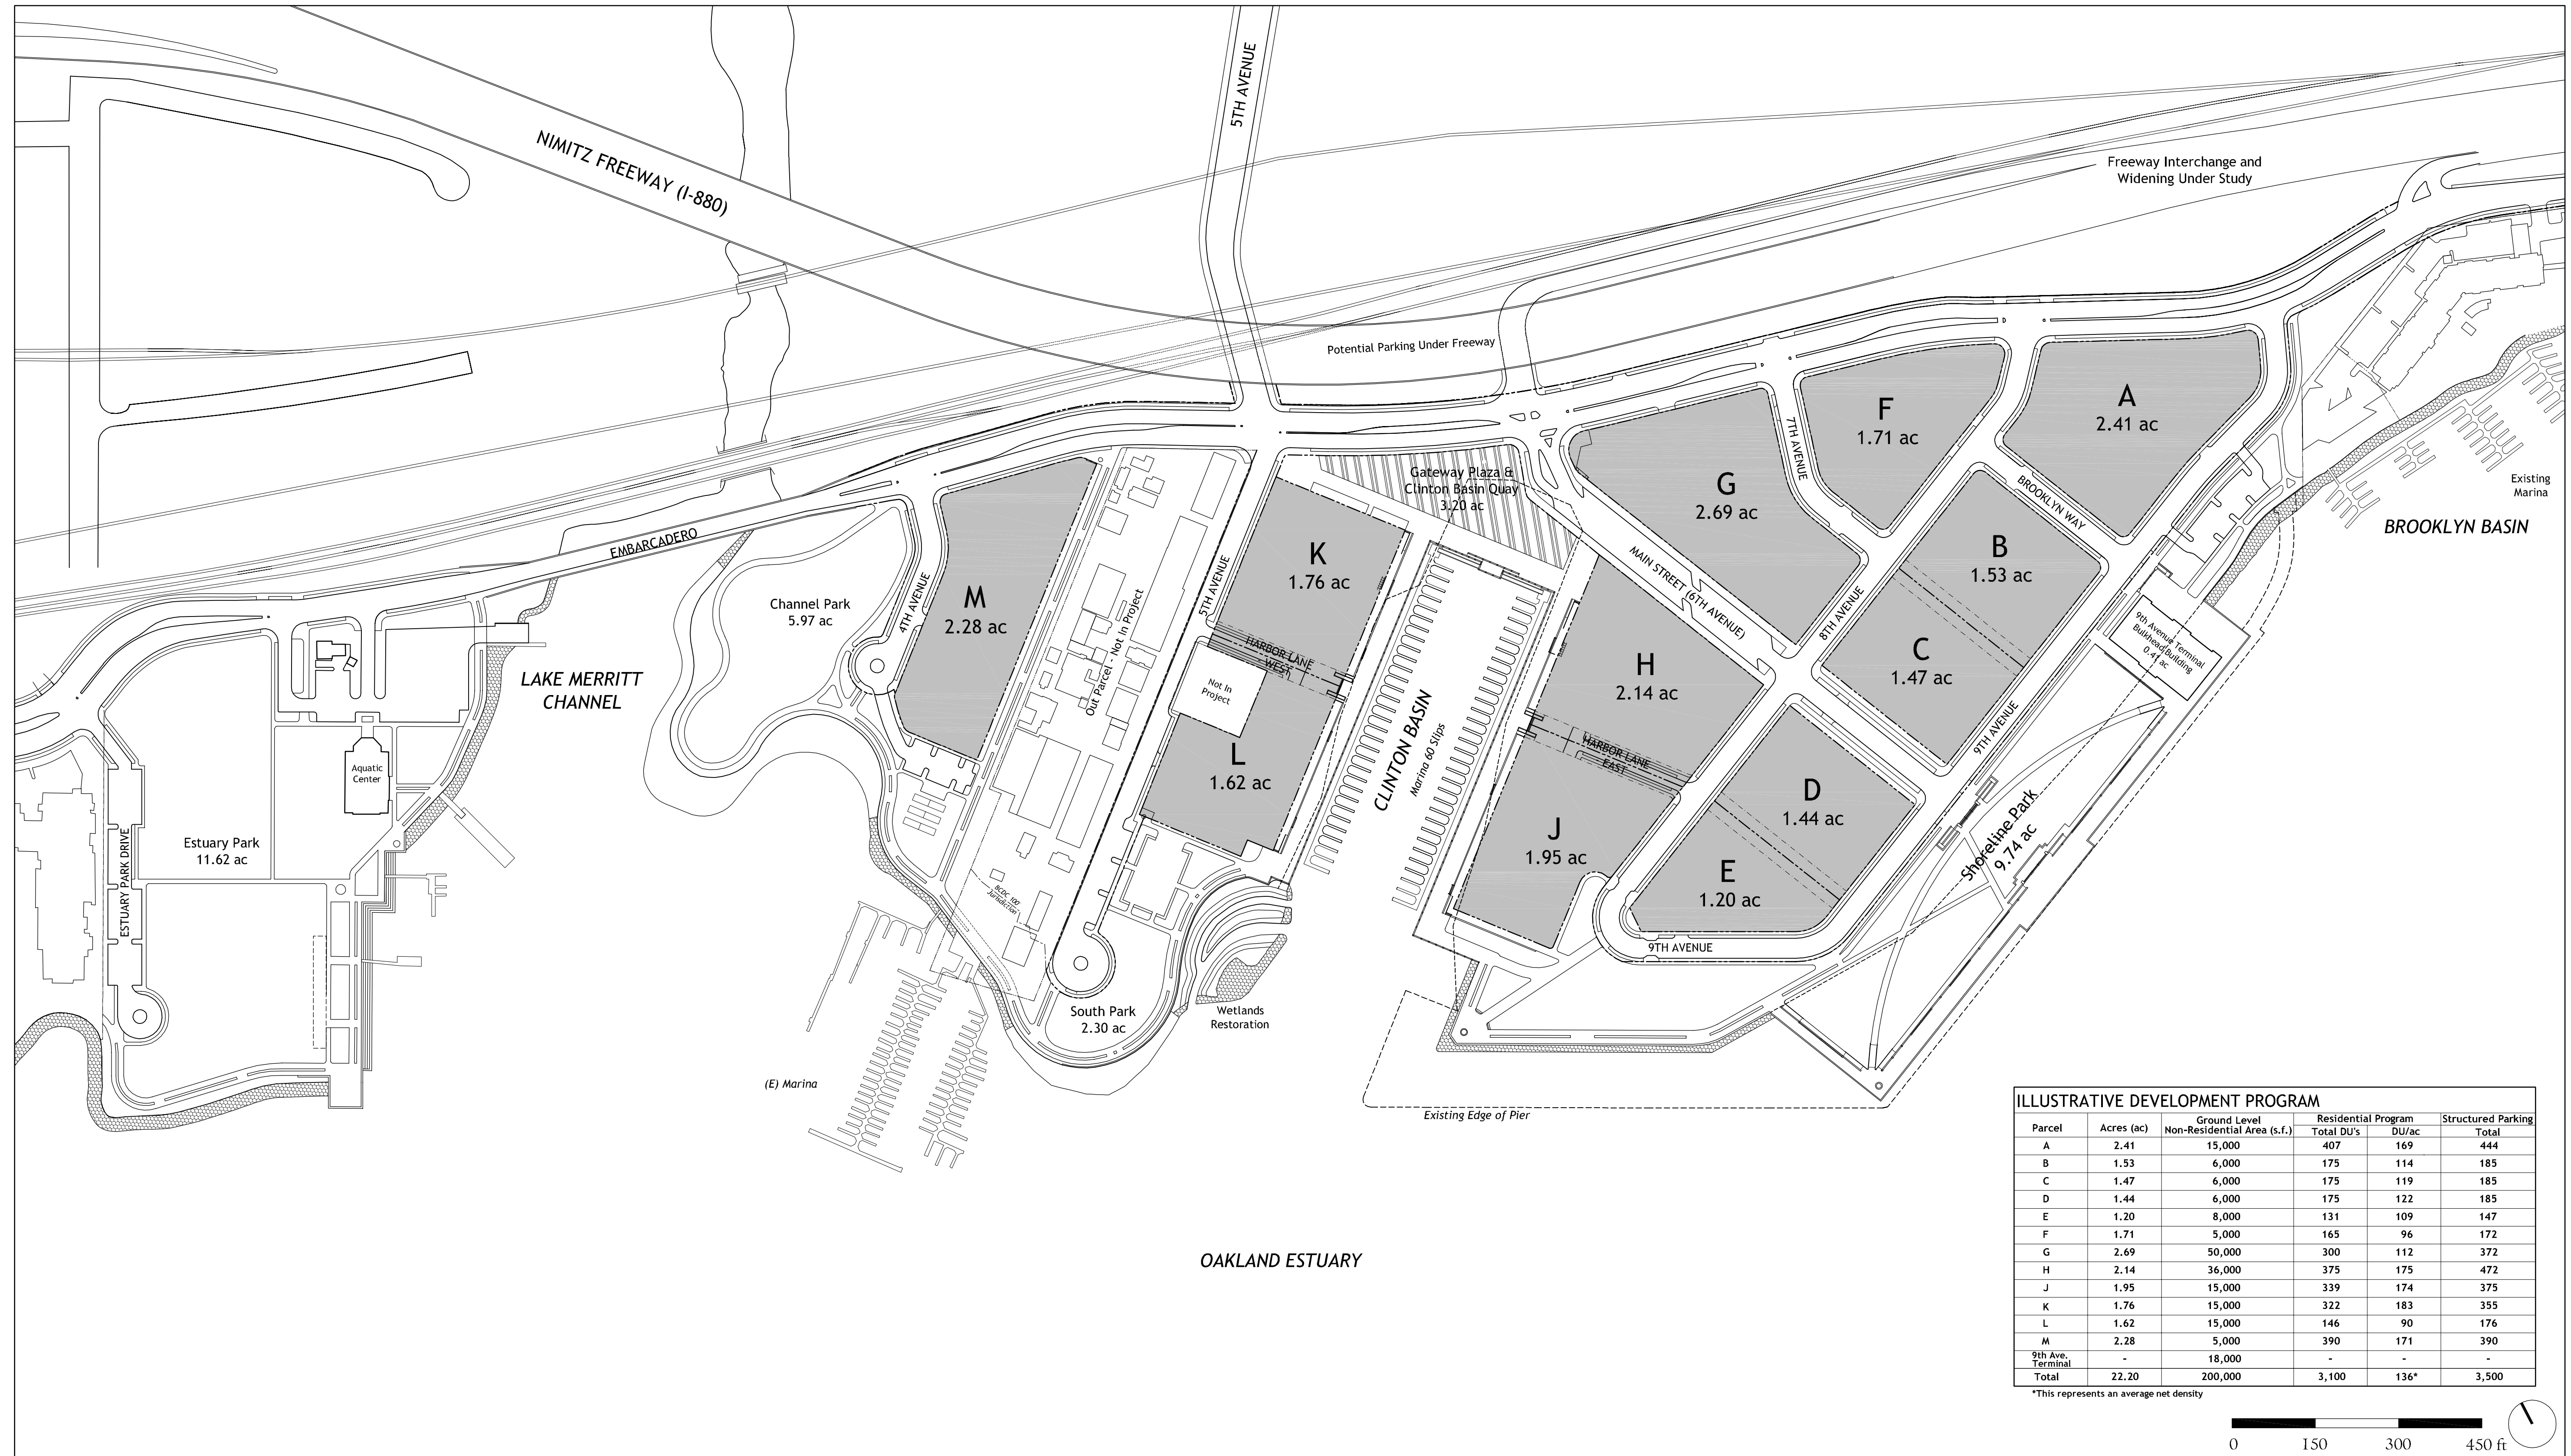 5TH AVENUE
NIMITZ FREEWAY (I-880)
Freeway Interchange and
Widening Under Study
Potential Parking Under Freeway
A
2.41 ac
F
1.71 ac
7TH AVENUE
G
2.69 ac
Gateway Plaza &
Clinton Basin Quay
3.20 ac
Existing
Marina
BROOKLYN BASIN
BROOKLYN WAY
B
1.53 ac
EMBARCADERO
K
1.76 ac
5TH AVENUE
MAIN STREET (6TH AVENUE)
8TH AVENUE
C
1.47 ac
9th Avenue Terminal
Bulkhead Building
0.41 ac
Channel Park
5.97 ac
4TH AVENUE
M
2.28 ac
Out Parcel - Not In Project
HARBOR LANE
WEST
Not In
Project
H
2.14 ac
LAKE MERRITT
CHANNEL
CLINTON BASIN
Marina 60 Slips
HARBOR LANE
EAST
9TH AVENUE
L
1.62 ac
D
1.44 ac
Aquatic
Center
Estuary Park
11.62 ac
ESTUARY PARK DRIVE
J
1.95 ac
E
1.20 ac
Shoreline Park
9.74 ac
BCDC 100'
Jurisdiction
9TH AVENUE
South Park
2.30 ac
Wetlands
Restoration
(E) Marina
Existing Edge of Pier
OAKLAND ESTUARY
ILLUSTRATIVE DEVELOPMENT PROGRAM
Parcel Acres (ac) Ground Level Non-Residential Area (s.f.) Residential Program Structured Parking
Total DU's DU/ac Total
A 2.41 15,000 407 169 444
B 1.53 6,000 175 114 185
C 1.47 6,000 175 119 185
D 1.44 6,000 175 122 185
E 1.20 8,000 131 109 147
F 1.71 5,000 165 96 172
G 2.69 50,000 300 112 372
H 2.14 36,000 375 175 472
J 1.95 15,000 339 174 375
K 1.76 15,000 322 183 355
L 1.62 15,000 146 90 176
M 2.28 5,000 390 171 390
9th Ave. Terminal - 18,000 - - -
Total 22.20 200,000 3,100 136* 3,500
*This represents an average net density
0 150 300 450 ft